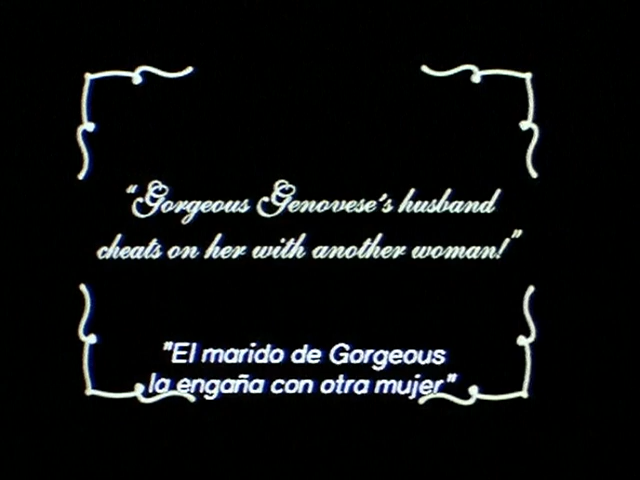 "Gorgeous Genovese's husband
cheats on her with another woman!"
"El marido de Gorgeous
la engaña con otra mujer"